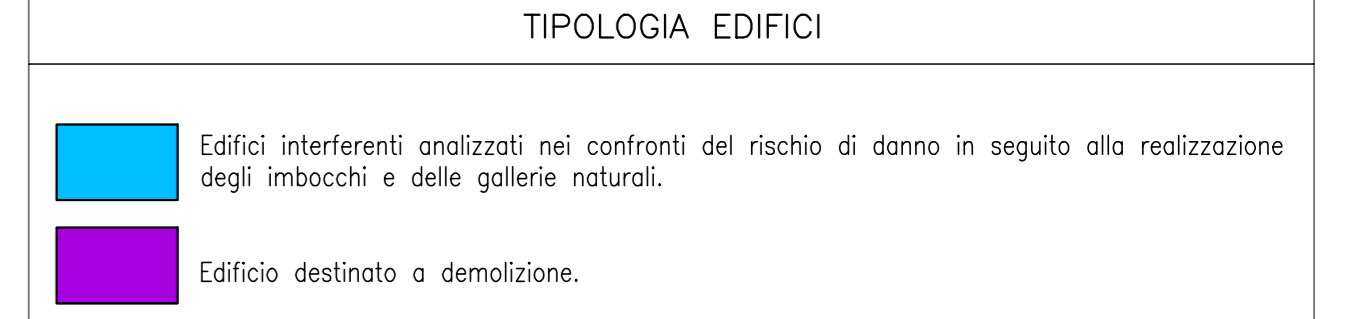 TIPOLOGIA EDIFICI
Edifici interferenti analizzati nei confronti del rischio di danno in seguito alla realizzazione
degli imbocchi e delle gallerie naturali.
Edificio destinato a demolizione.